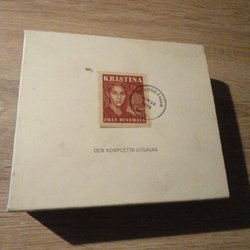 KRISTINA
FRÅN DUVEMÅLA
DEN KOMPLETTA UTGÅVAN